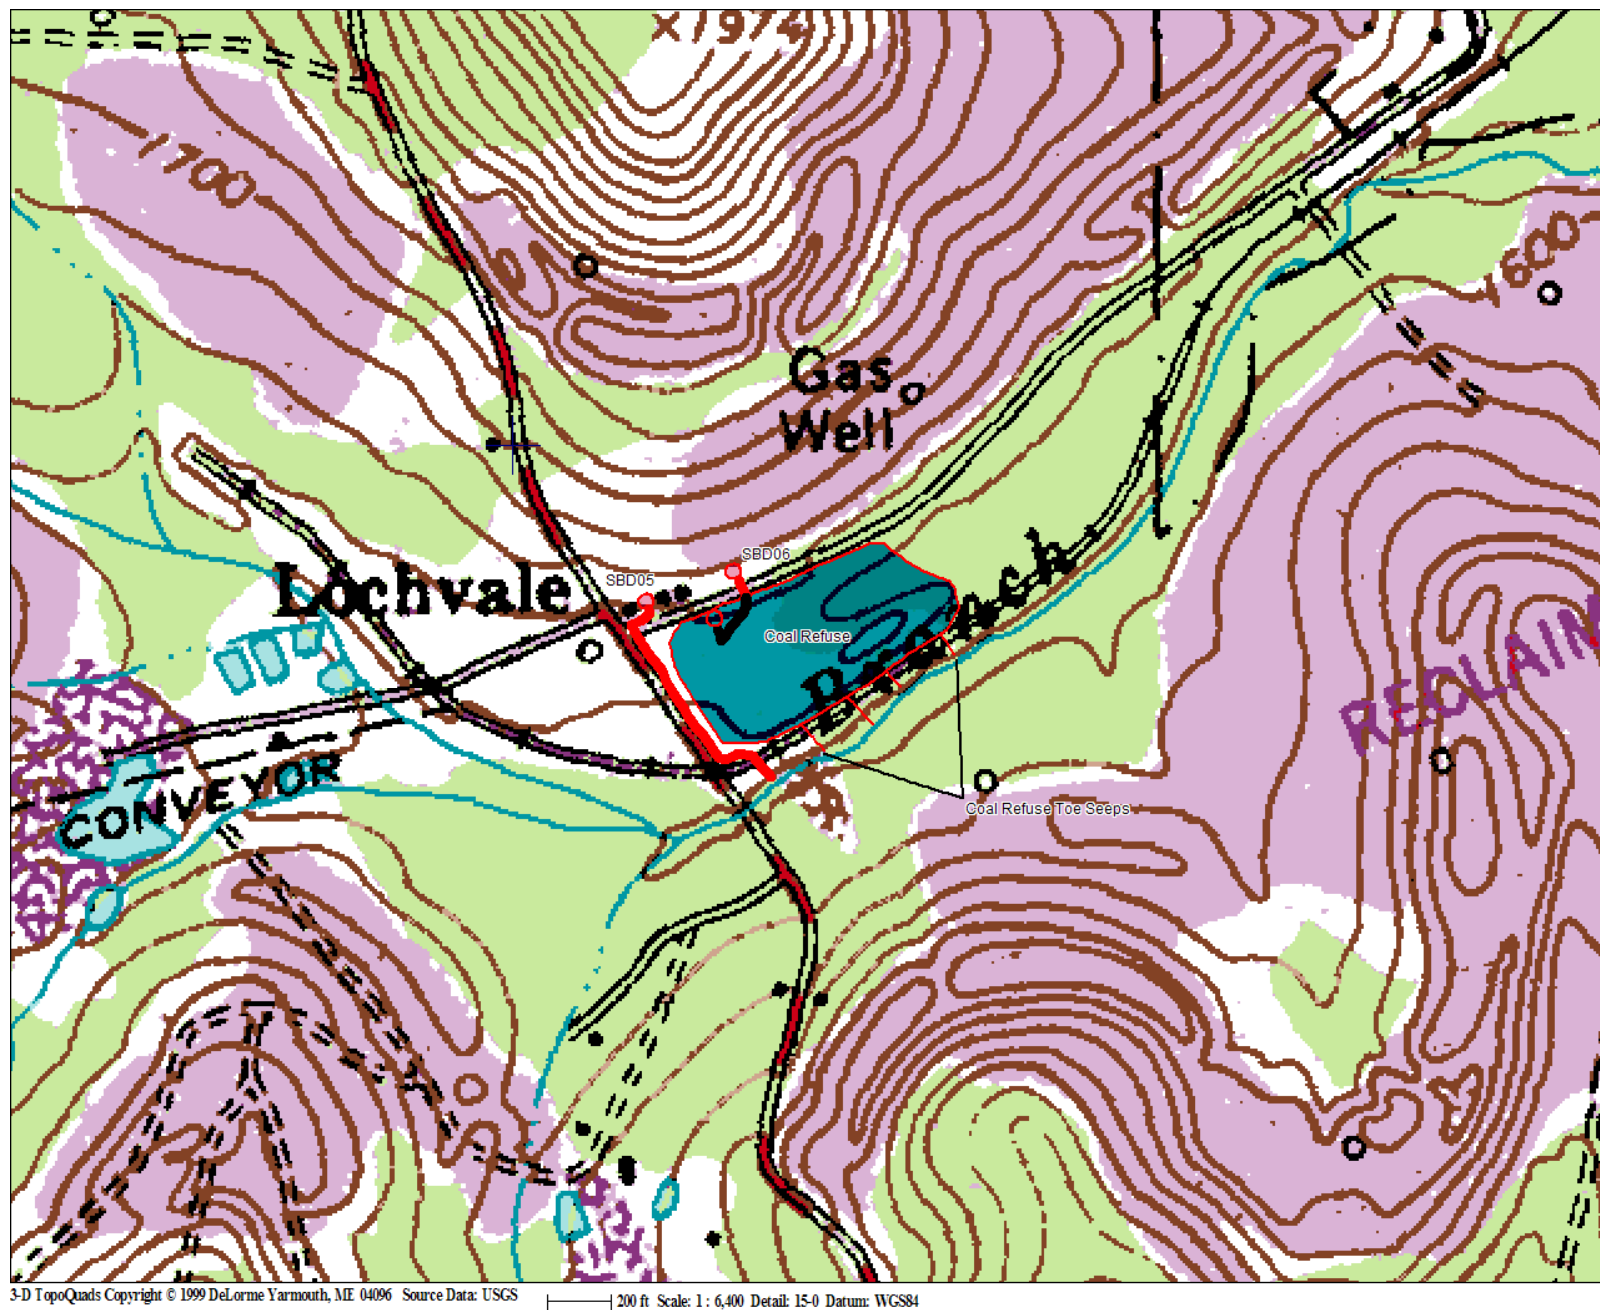 ×1974
1700
1600
Gas
Well
SBD06
SBD05
Lochvale
Coal Refuse
RECLAIM
CONVEYOR
Coal Refuse Toe Seeps
3-D TopoQuads Copyright © 1999 DeLorme Yarmouth, ME 04096 Source Data: USGS
200 ft Scale: 1 : 6,400 Detail: 15-0 Datum: WGS84